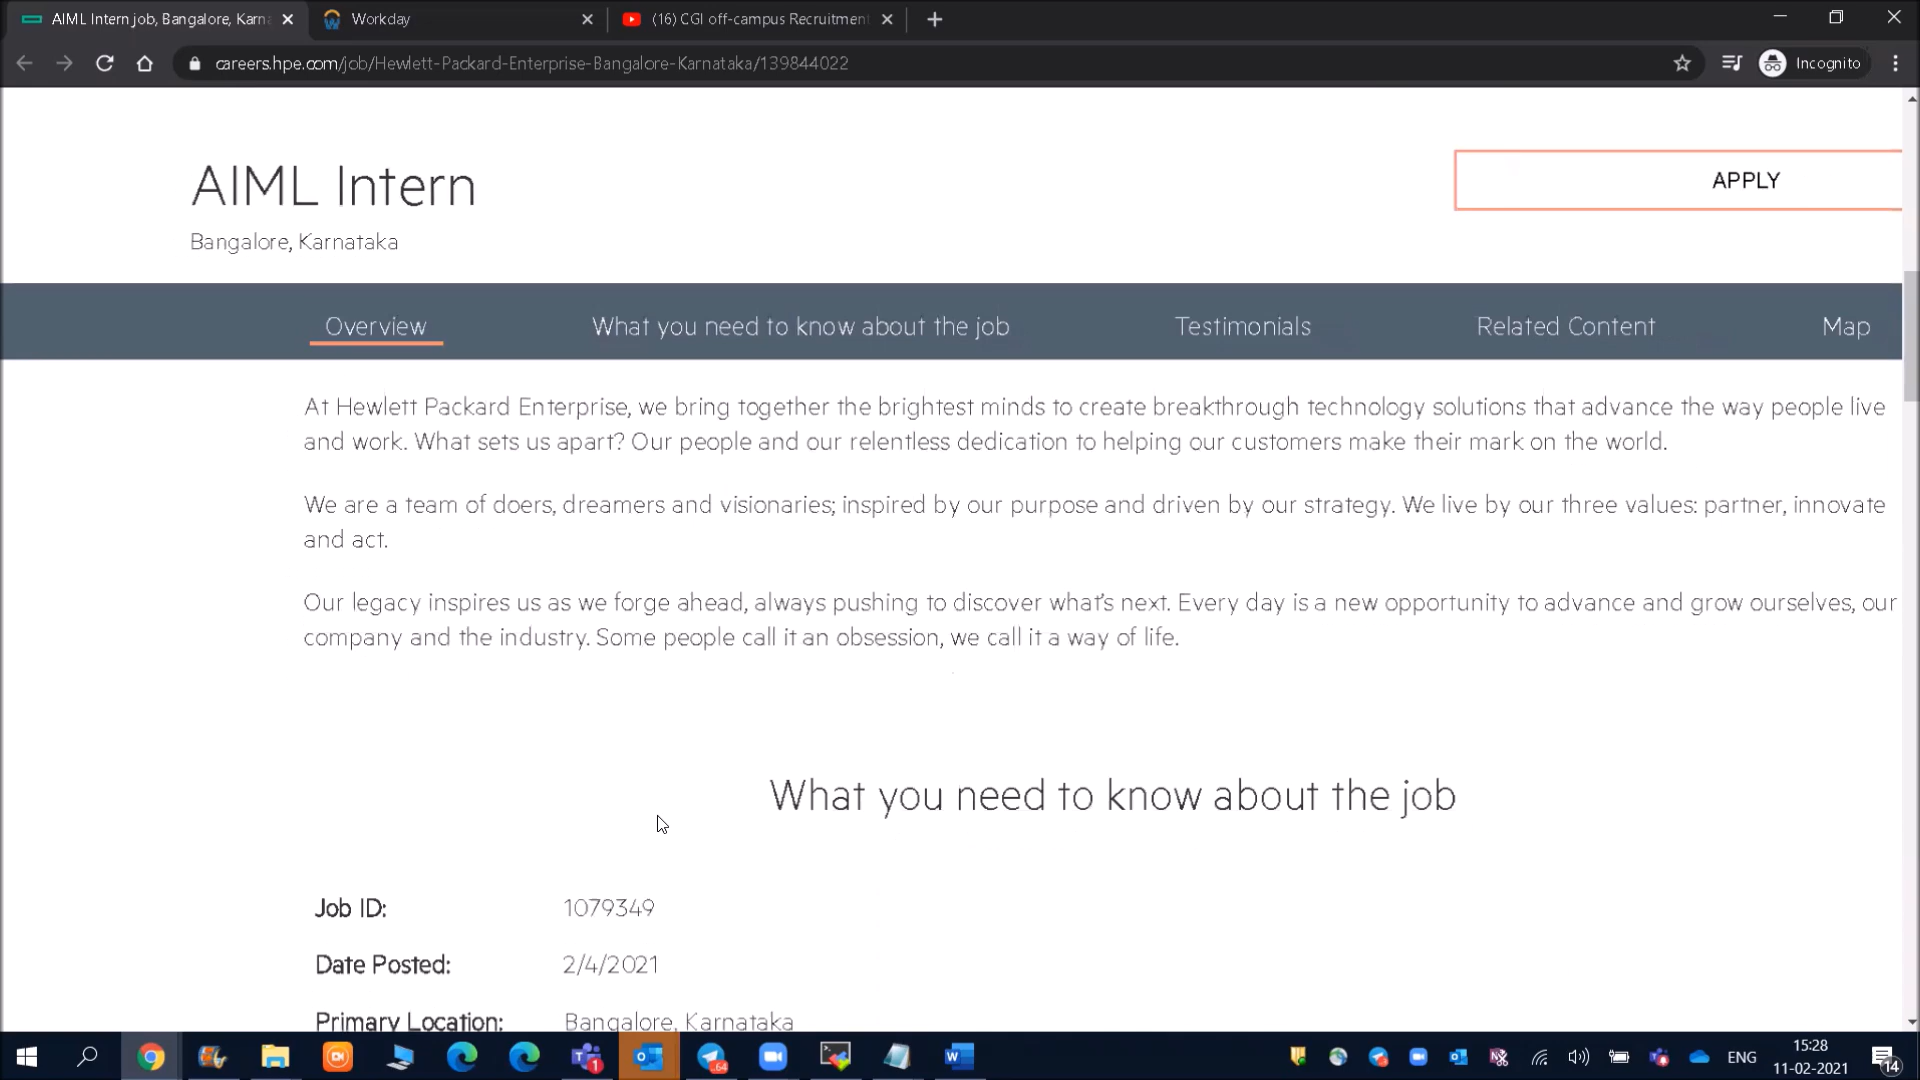 AIML Intern job, Bangalore, Karna
Workday
(16) CGI off-campus Recruitment
careers.hpe.com/job/Hewlett-Packard-Enterprise-Bangalore-Karnataka/139844022
Incognito
AIML Intern
APPLY
Bangalore, Karnataka
Overview
What you need to know about the job
Testimonials
Related Content
Map
At Hewlett Packard Enterprise, we bring together the brightest minds to create breakthrough technology solutions that advance the way people live
and work. What sets us apart? Our people and our relentless dedication to helping our customers make their mark on the world.
We are a team of doers, dreamers and visionaries; inspired by our purpose and driven by our strategy. We live by our three values: partner, innovate
and act.
Our legacy inspires us as we forge ahead, always pushing to discover what's next. Every day is a new opportunity to advance and grow ourselves, our
company and the industry. Some people call it an obsession, we call it a way of life.
What you need to know about the job
Job ID: 1079349
Date Posted: 2/4/2021
Primary Location: Bangalore, Karnataka
ENG
15:28
11-02-2021
14